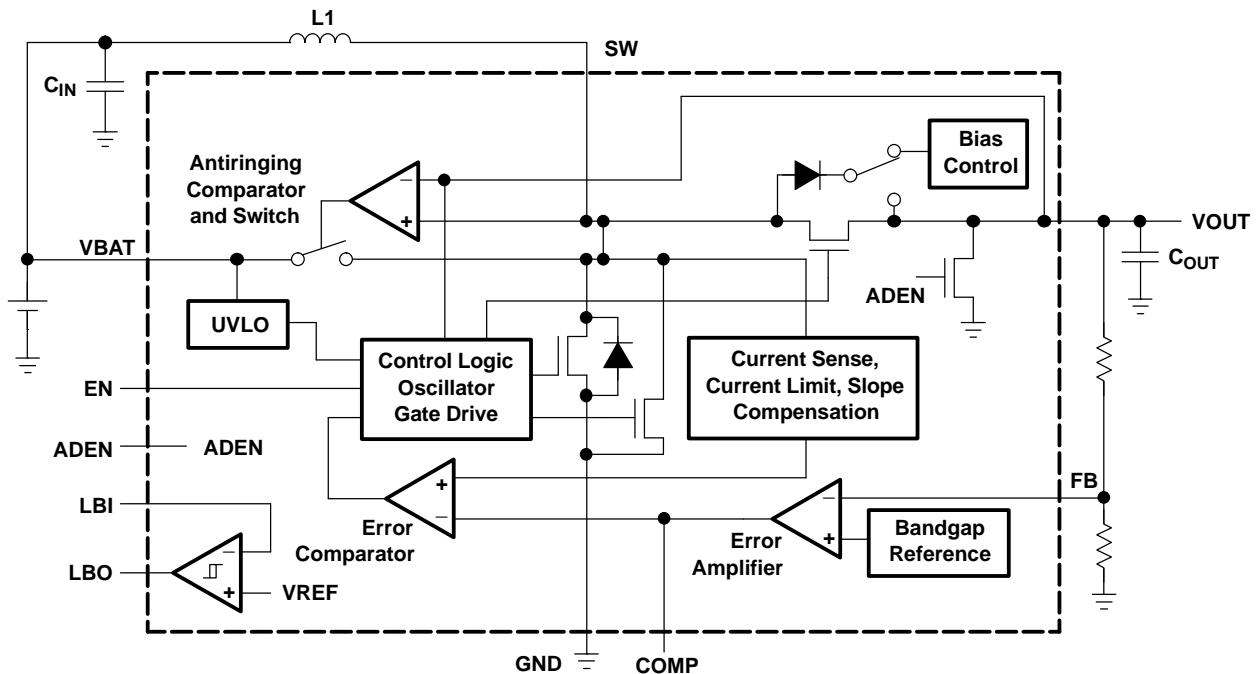 L1
SW
CIN
Antiringing
Comparator
and Switch
Bias
Control
VBAT
VOUT
COUT
ADEN
UVLO
Control Logic
Oscillator
Gate Drive
Current Sense,
Current Limit, Slope
Compensation
EN
ADEN
ADEN
LBI
FB
Error
Comparator
Error
Amplifier
Bandgap
Reference
LBO
VREF
GND
COMP